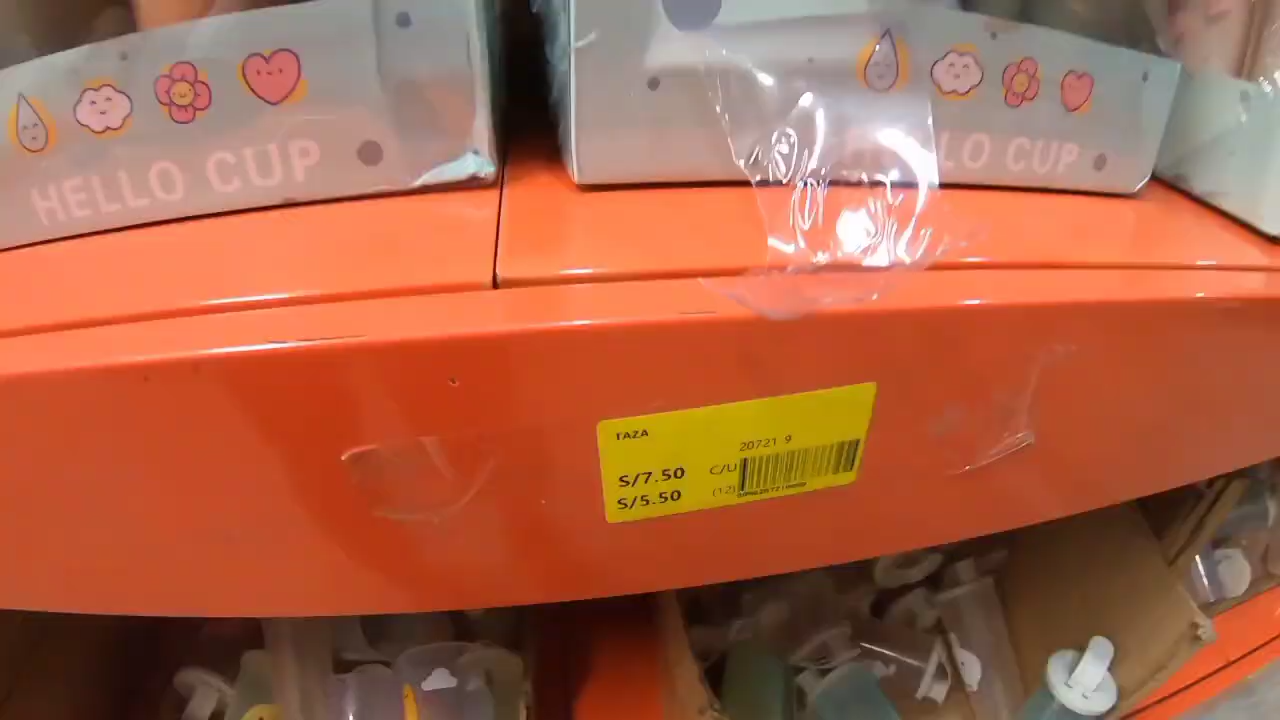 HELLO CUP
LO CUP
TAZA
20721 9
S/7.50 C/U
S/5.50 (12)